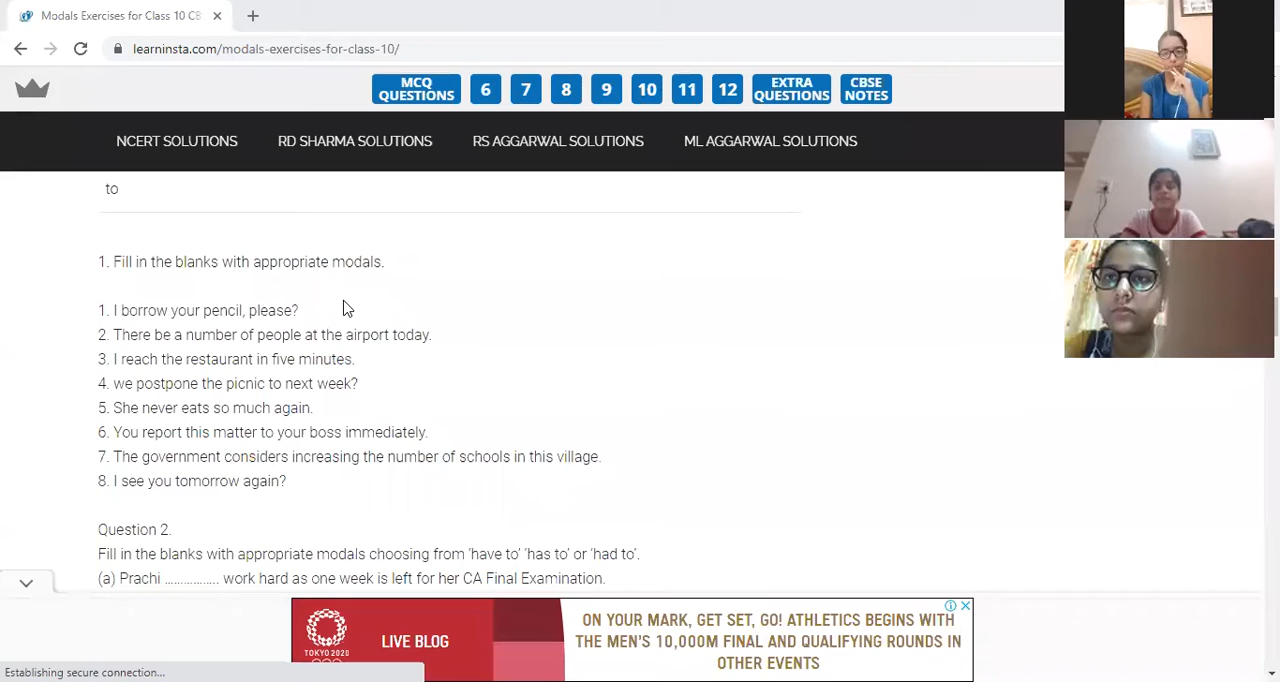 Modals Exercises for Class 10 CB
learninsta.com/modals-exercises-for-class-10/
MCQ QUESTIONS 6 7 8 9 10 11 12 EXTRA QUESTIONS CBSE NOTES
NCERT SOLUTIONS RD SHARMA SOLUTIONS RS AGGARWAL SOLUTIONS ML AGGARWAL SOLUTIONS
to
1. Fill in the blanks with appropriate modals.
1. I borrow your pencil, please?
2. There be a number of people at the airport today.
3. I reach the restaurant in five minutes.
4. we postpone the picnic to next week?
5. She never eats so much again.
6. You report this matter to your boss immediately.
7. The government considers increasing the number of schools in this village.
8. I see you tomorrow again?
Question 2.
Fill in the blanks with appropriate modals choosing from ‘have to’ ‘has to’ or ‘had to’.
(a) Prachi ……………. work hard as one week is left for her CA Final Examination.
TOKYO 2020
LIVE BLOG
ON YOUR MARK, GET SET, GO! ATHLETICS BEGINS WITH
THE MEN'S 10,000M FINAL AND QUALIFYING ROUNDS IN
OTHER EVENTS
Establishing secure connection...